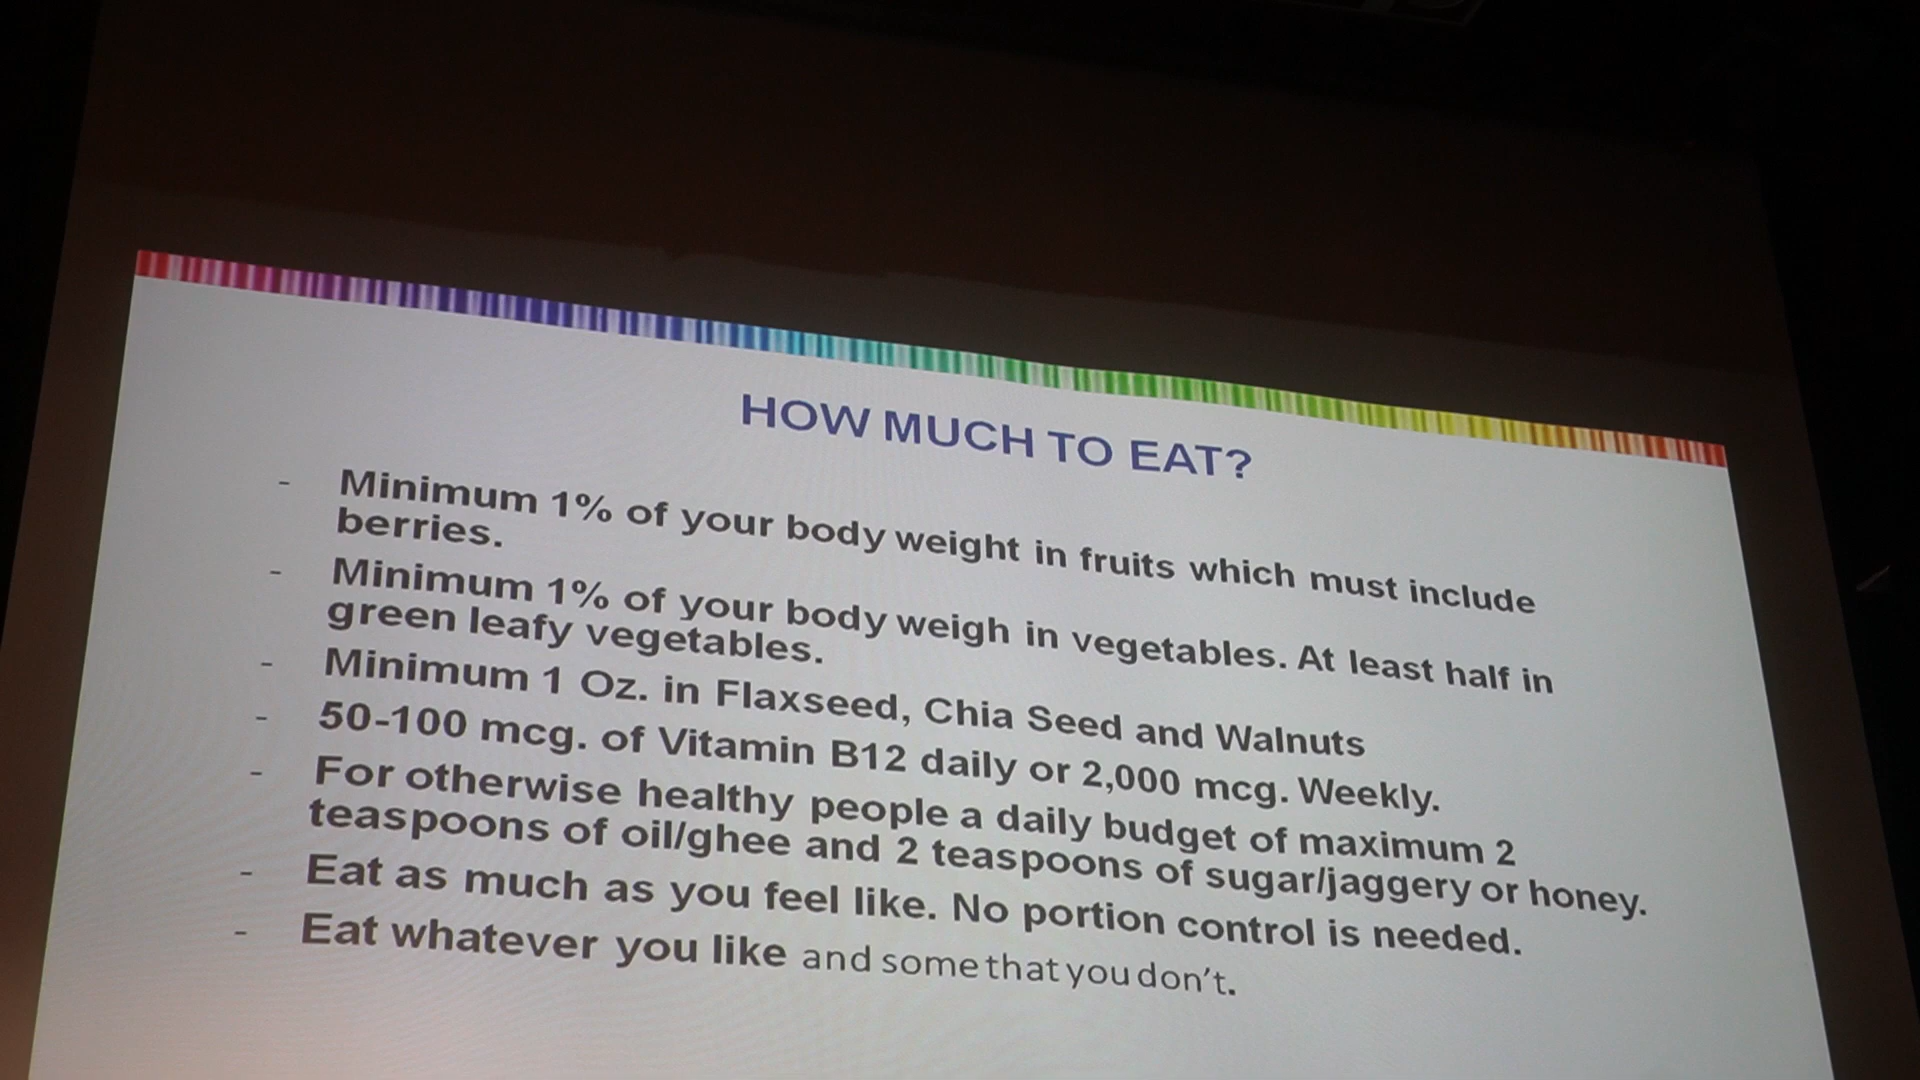 HOW MUCH TO EAT?
- Minimum 1% of your body weight in fruits which must include
berries.
- Minimum 1% of your body weigh in vegetables. At least half in
green leafy vegetables.
- Minimum 1 Oz. in Flaxseed, Chia Seed and Walnuts
- 50-100 mcg. of Vitamin B12 daily or 2,000 mcg. Weekly.
- For otherwise healthy people a daily budget of maximum 2
teaspoons of oil/ghee and 2 teaspoons of sugar/jaggery or honey.
- Eat as much as you feel like. No portion control is needed.
- Eat whatever you like and some that you don't.